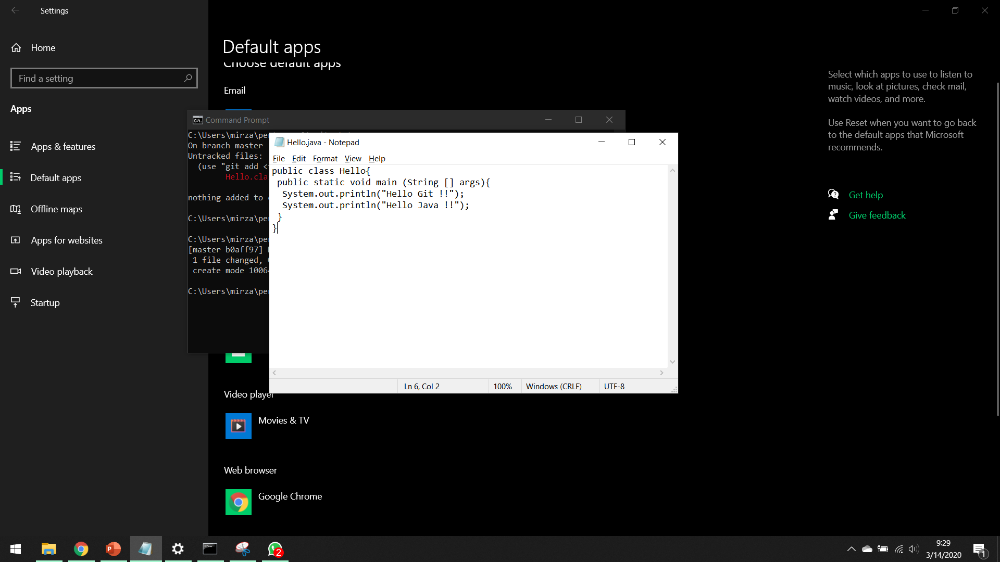 Settings
Home
Find a setting
Apps
Apps & features
Default apps
Offline maps
Apps for websites
Video playback
Startup
Default apps
Choose default apps
Email
Command Prompt
C:\Users\mirza\pe
On branch master
Untracked files:
(use "git add <
Hello.cla
nothing added to
C:\Users\mirza\pe
C:\Users\mirza\pe
[master b0aff97]
1 file changed,
create mode 1006
C:\Users\mirza\pe
Hello.java - Notepad
File Edit Format View Help
public class Hello{
public static void main (String [] args){
System.out.println("Hello Git !!");
System.out.println("Hello Java !!");
}
}
Ln 6, Col 2 100% Windows (CRLF) UTF-8
Video player
Movies & TV
Web browser
Google Chrome
Select which apps to use to listen to
music, look at pictures, check mail,
watch videos, and more.
Use Reset when you want to go back
to the default apps that Microsoft
recommends.
Get help
Give feedback
2
9:29
3/14/2020
1